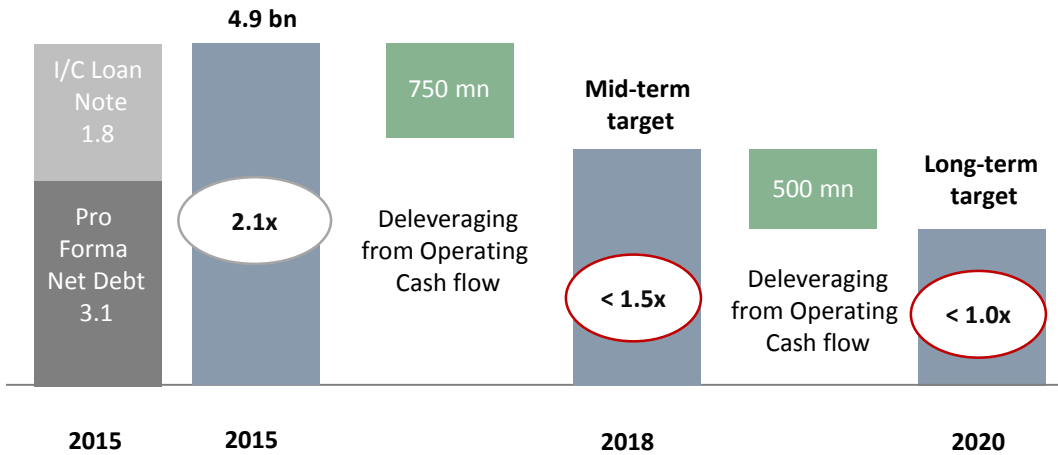 4.9 bn
I/C Loan
Note
1.8
Pro
Forma
Net Debt
3.1
2.1x
750 mn
Deleveraging
from Operating
Cash flow
Mid-term
target
< 1.5x
500 mn
Deleveraging
from Operating
Cash flow
Long-term
target
< 1.0x
2015
2015
2018
2020